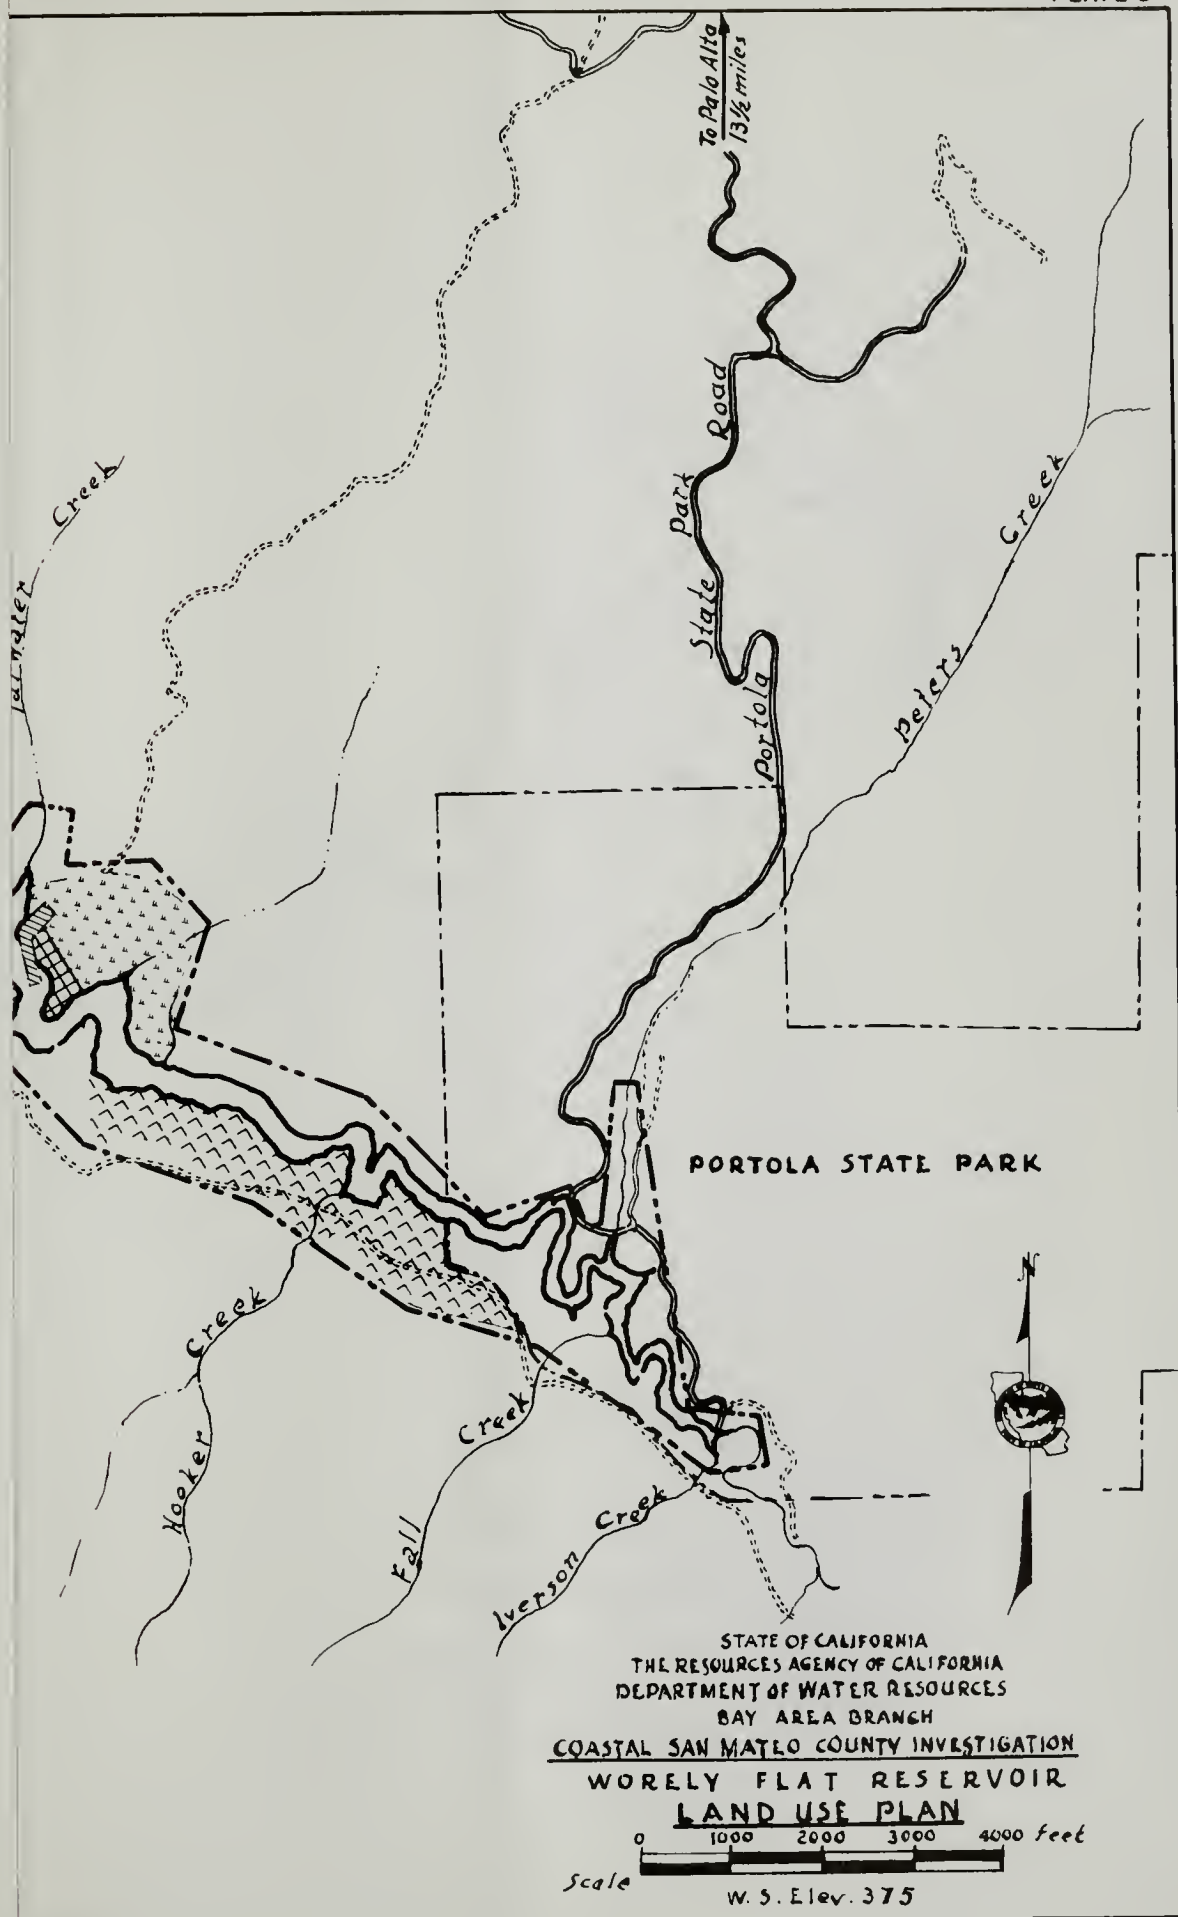 To Palo Alta
13½ miles
Portola State Park Road
Peters Creek
Creek
PORTOLA STATE PARK
N
Hooker Creek
Fall Creek
Iverson Creek
STATE OF CALIFORNIA
THE RESOURCES AGENCY OF CALIFORNIA
DEPARTMENT OF WATER RESOURCES
BAY AREA BRANCH
COASTAL SAN MATEO COUNTY INVESTIGATION
WORELY FLAT RESERVOIR
LAND USE PLAN
0 1000 2000 3000 4000 feet
Scale
W. S. Elev. 375